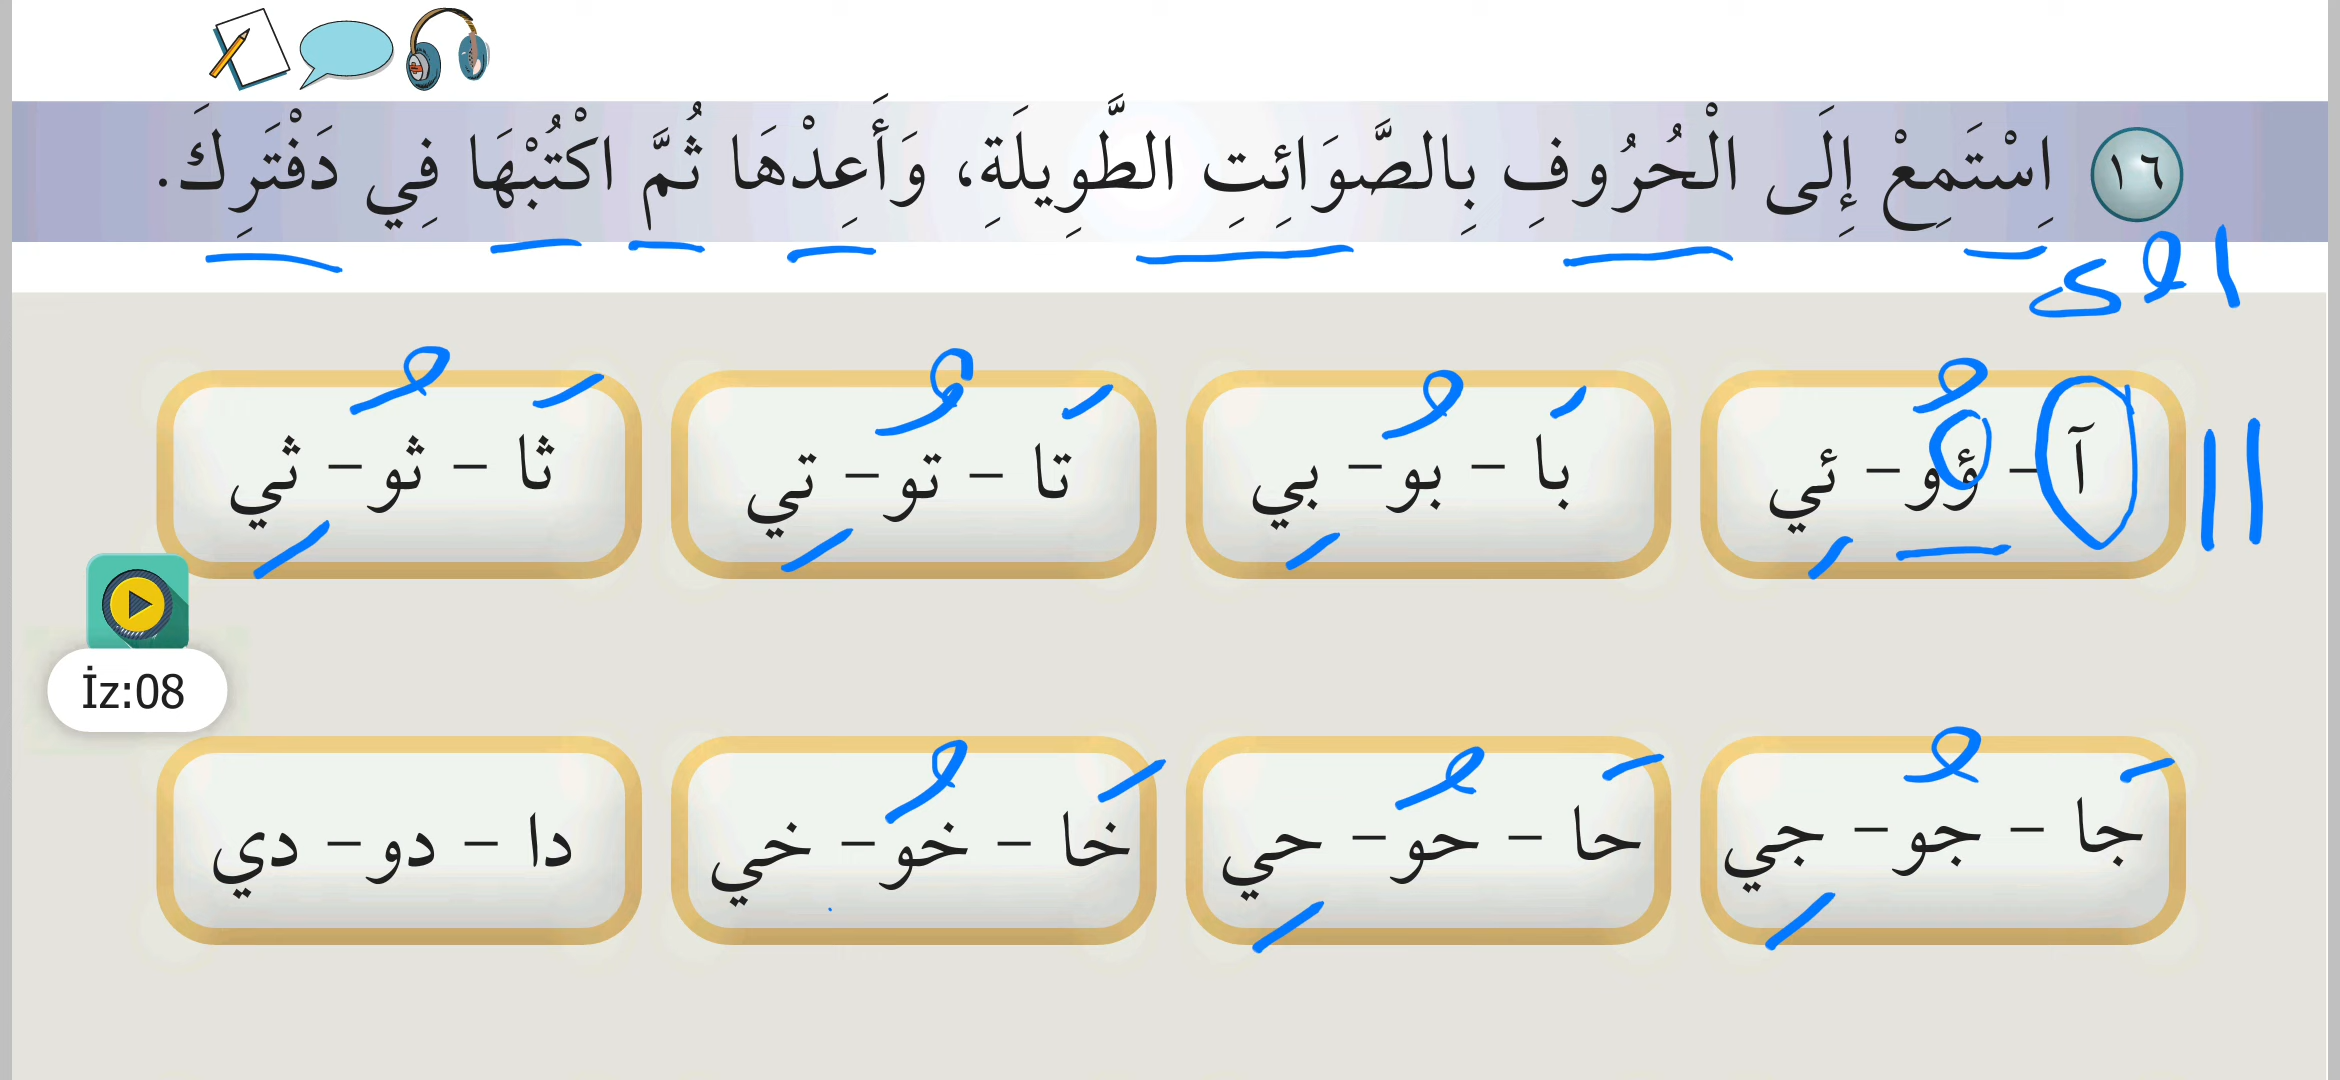 ١٦ اِسْتَمِعْ إِلَى الْحُرُوفِ بِالصَّوَائِتِ الطَّوِيلَةِ، وَأَعِدْهَا ثُمَّ اكْتُبْهَا فِي دَفْتَرِكَ.
ا و ى
آ – ؤو – ئي
با – بو – بي
تا – تو – تي
ثا – ثو – ثي
İz:08
جا – جو – جي
حا – حو – حي
خا – خو – خي
دا – دو – دي